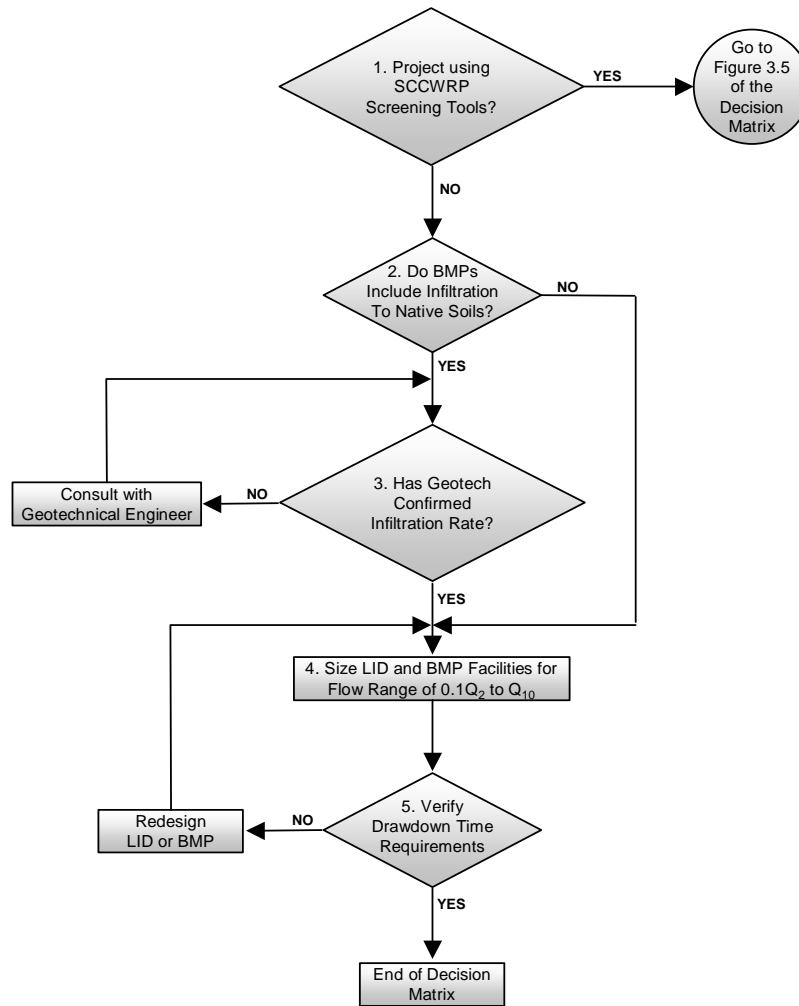 1. Project using
SCCWRP
Screening Tools?
YES
Go to
Figure 3.5
of the
Decision
Matrix
NO
2. Do BMPs
Include Infiltration
To Native Soils?
NO
YES
3. Has Geotech
Confirmed
Infiltration Rate?
NO
Consult with
Geotechnical Engineer
YES
4. Size LID and BMP Facilities for
Flow Range of 0.1Q₂ to Q₁₀
5. Verify
Drawdown Time
Requirements
NO
Redesign
LID or BMP
YES
End of Decision
Matrix